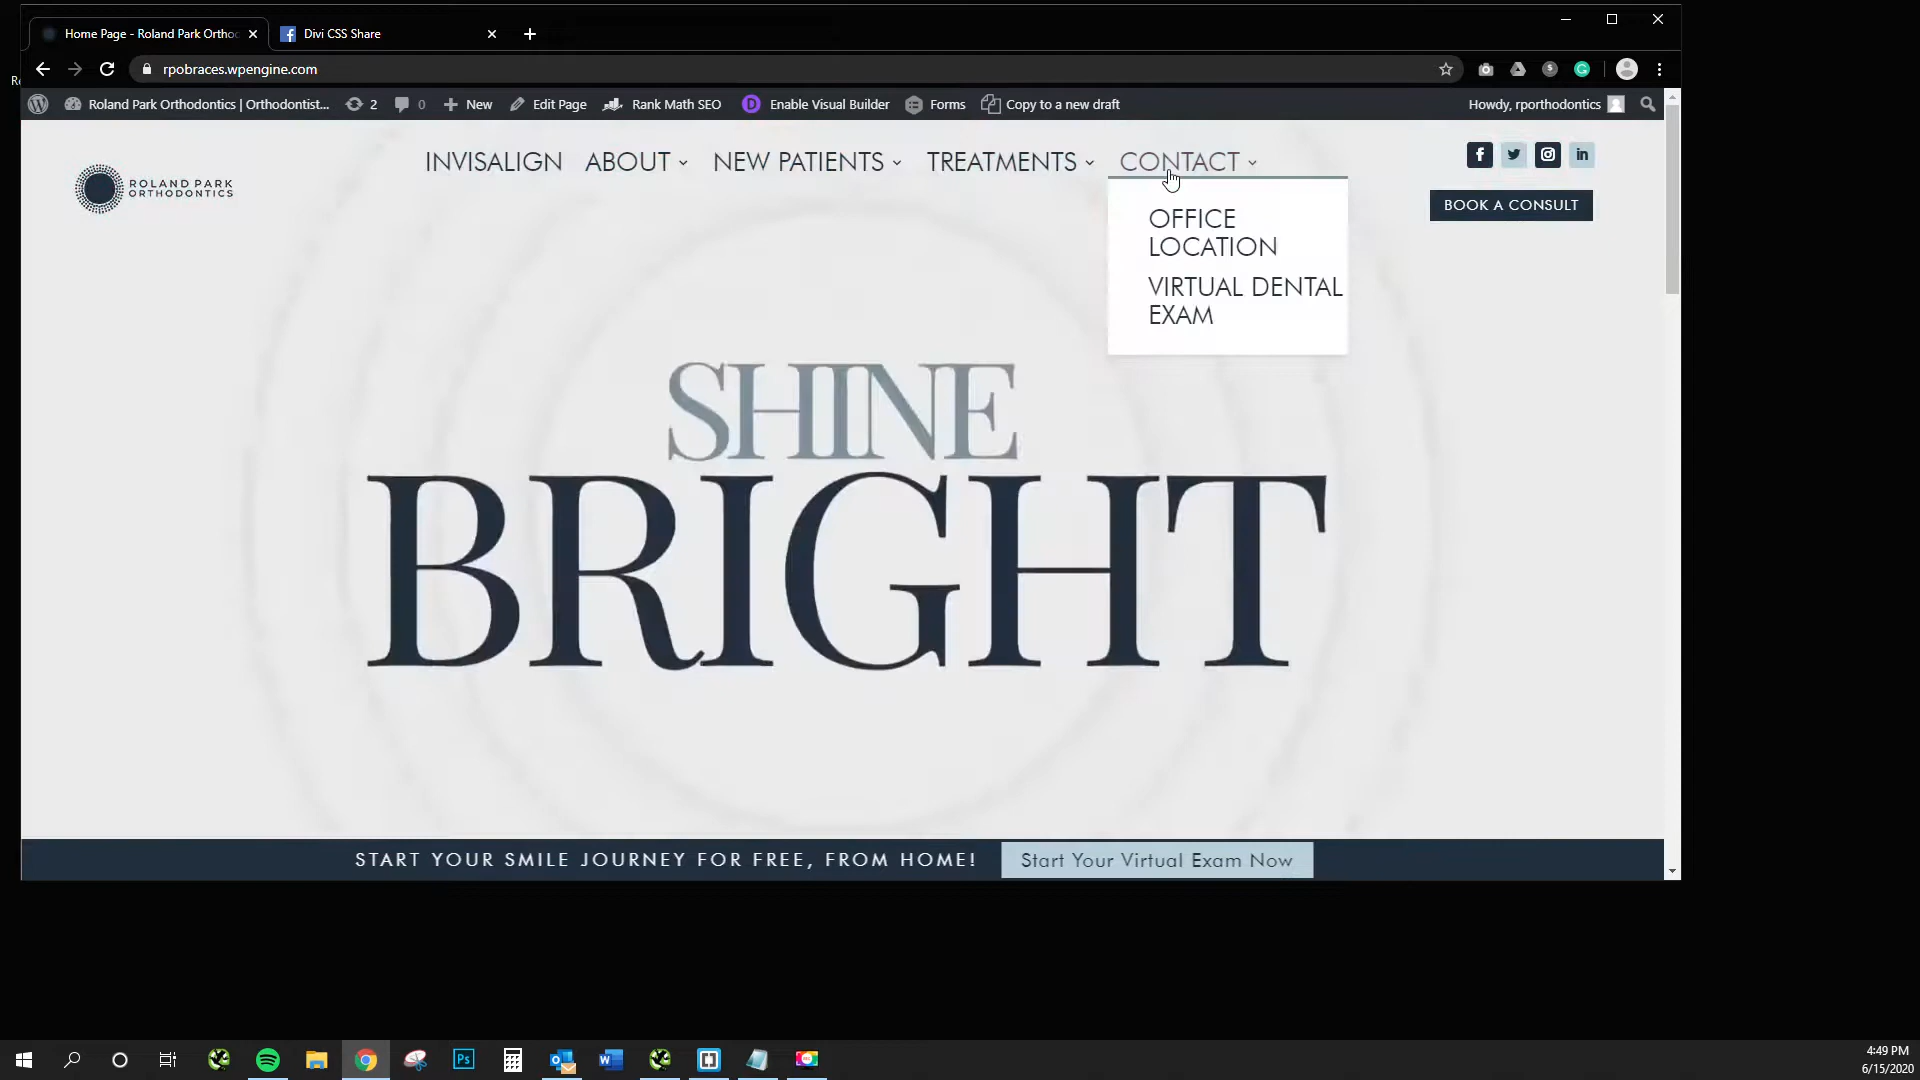 Home Page - Roland Park Ortho
Divi CSS Share
rpobraces.wpengine.com
Roland Park Orthodontics | Orthodontist... 2 0 New Edit Page Rank Math SEO Enable Visual Builder Forms Copy to a new draft Howdy, rporthodontics
INVISALIGN ABOUT NEW PATIENTS TREATMENTS CONTACT
ROLAND PARK
ORTHODONTICS
BOOK A CONSULT
OFFICE
LOCATION
VIRTUAL DENTAL
EXAM
SHINE
BRIGHT
START YOUR SMILE JOURNEY FOR FREE, FROM HOME! Start Your Virtual Exam Now
4:49 PM
6/15/2020